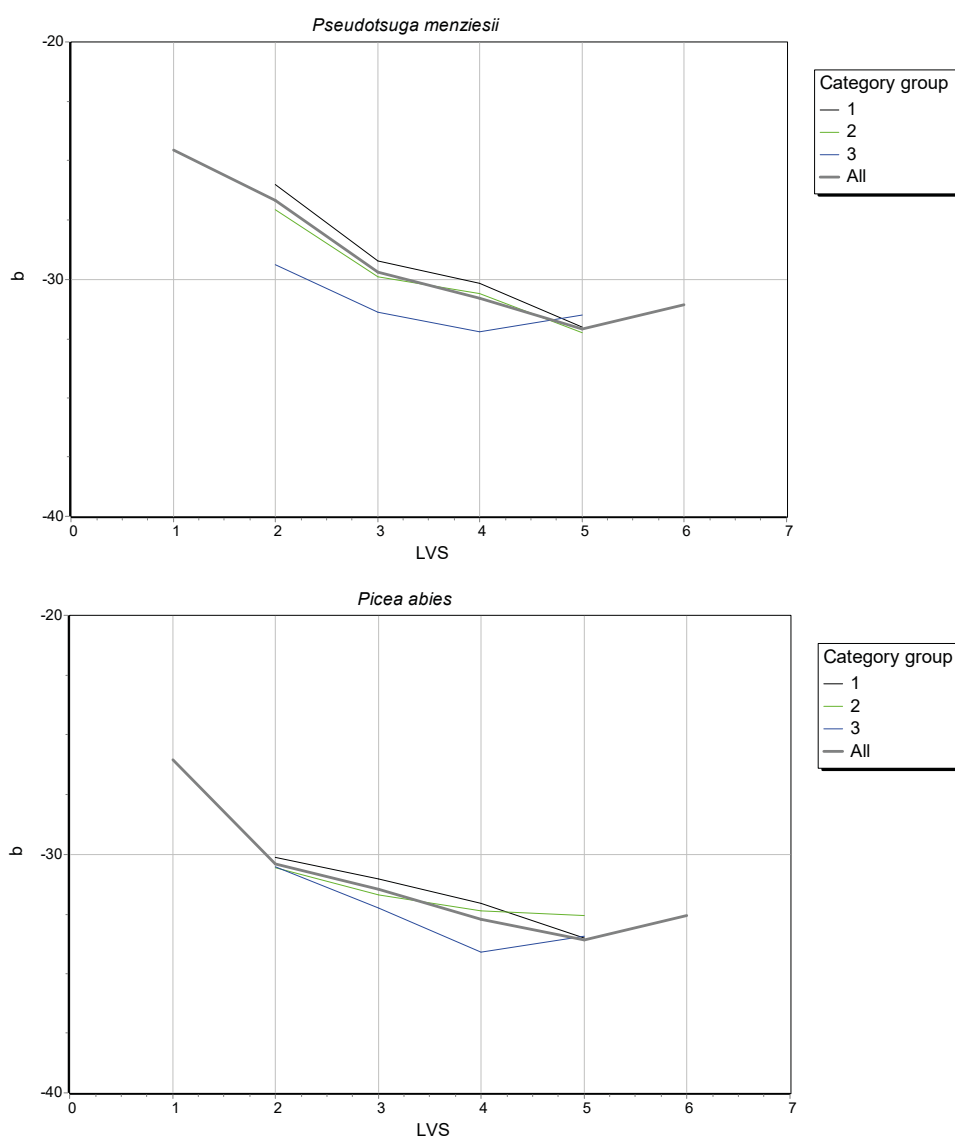 Pseudotsuga menziesii
-20
-30
-40
b
0 1 2 3 4 5 6 7
LVS
Category group
1
2
3
All
Picea abies
-20
-30
-40
b
0 1 2 3 4 5 6 7
LVS
Category group
1
2
3
All